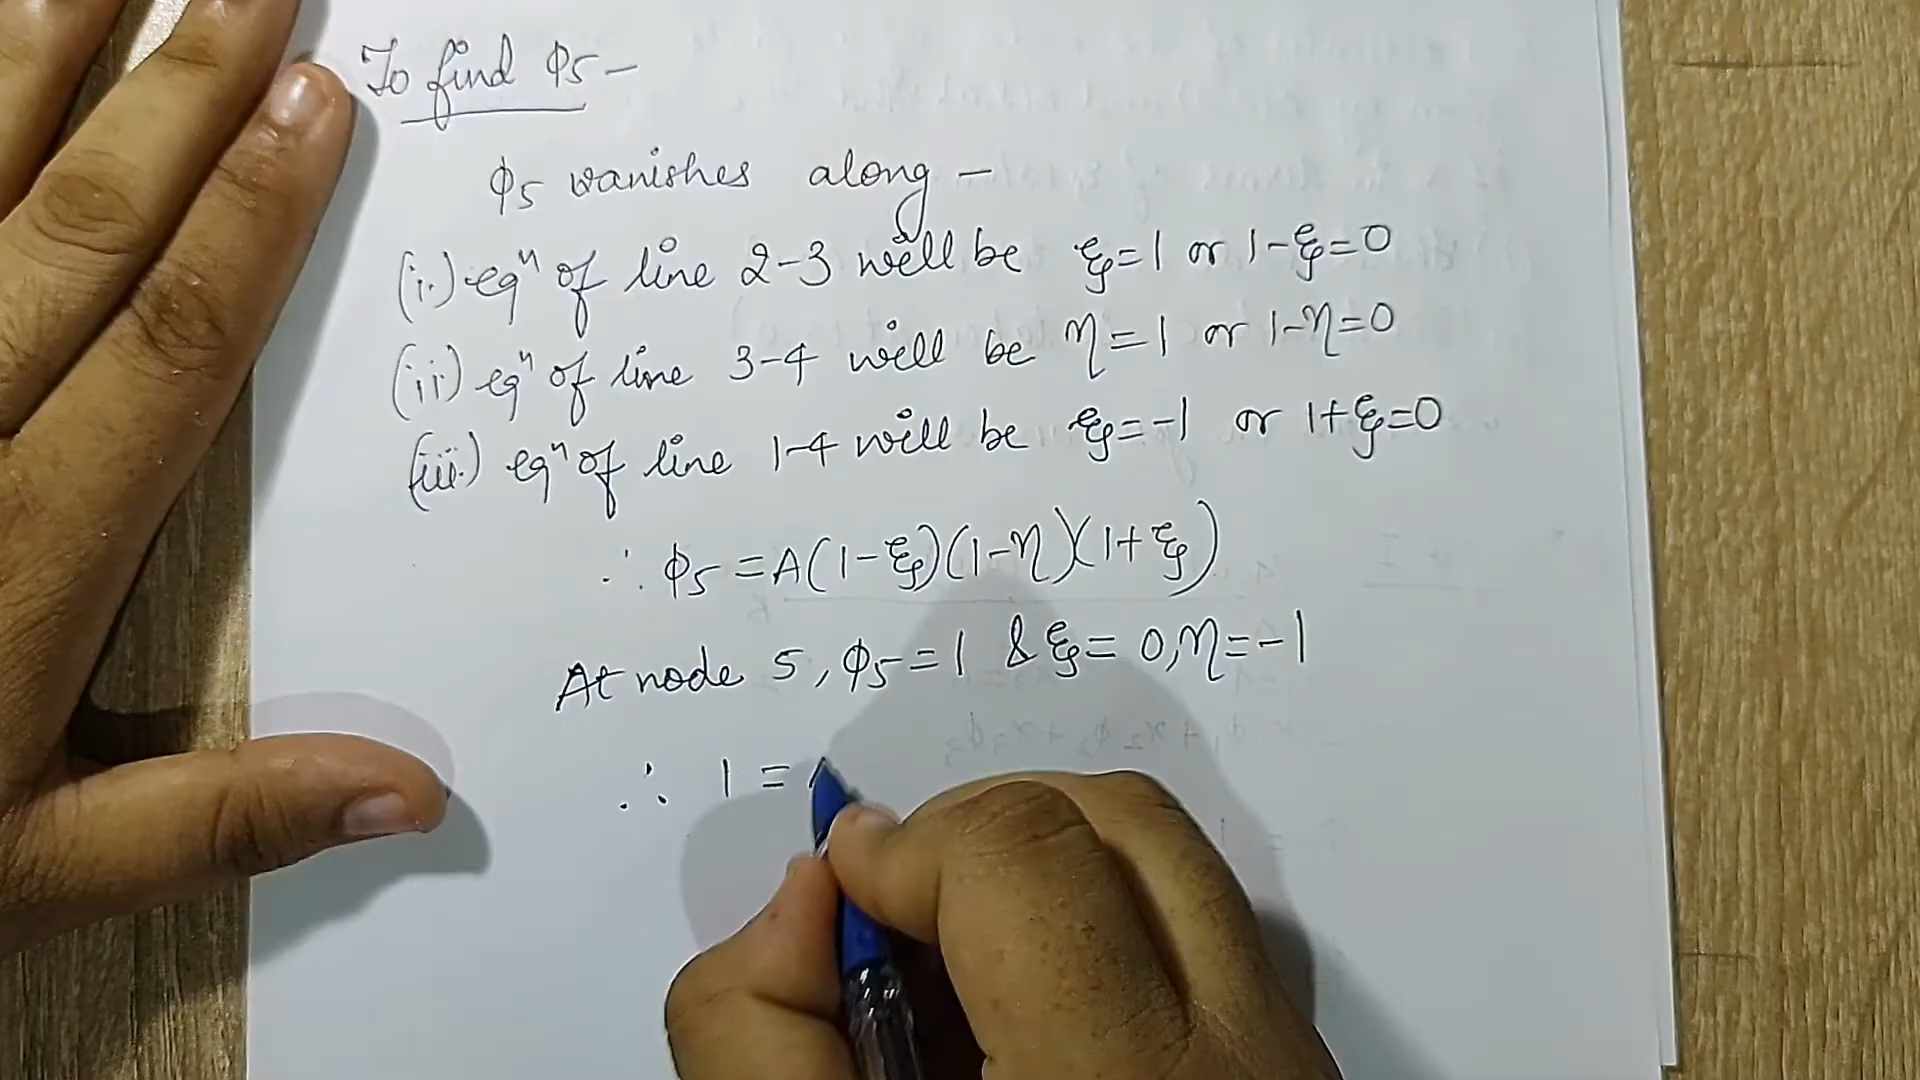 To find φ5 –
φ5 vanishes along –
(i.) eqⁿ of line 2-3 will be ξ=1 or 1-ξ=0
(ii) eqⁿ of line 3-4 will be η=1 or 1-η=0
(iii.) eqⁿ of line 1-4 will be ξ=-1 or 1+ξ=0
∴ φ5 = A(1-ξ)(1-η)(1+ξ)
At node 5, φ5 = 1 & ξ= 0, η=-1
∴ 1 =